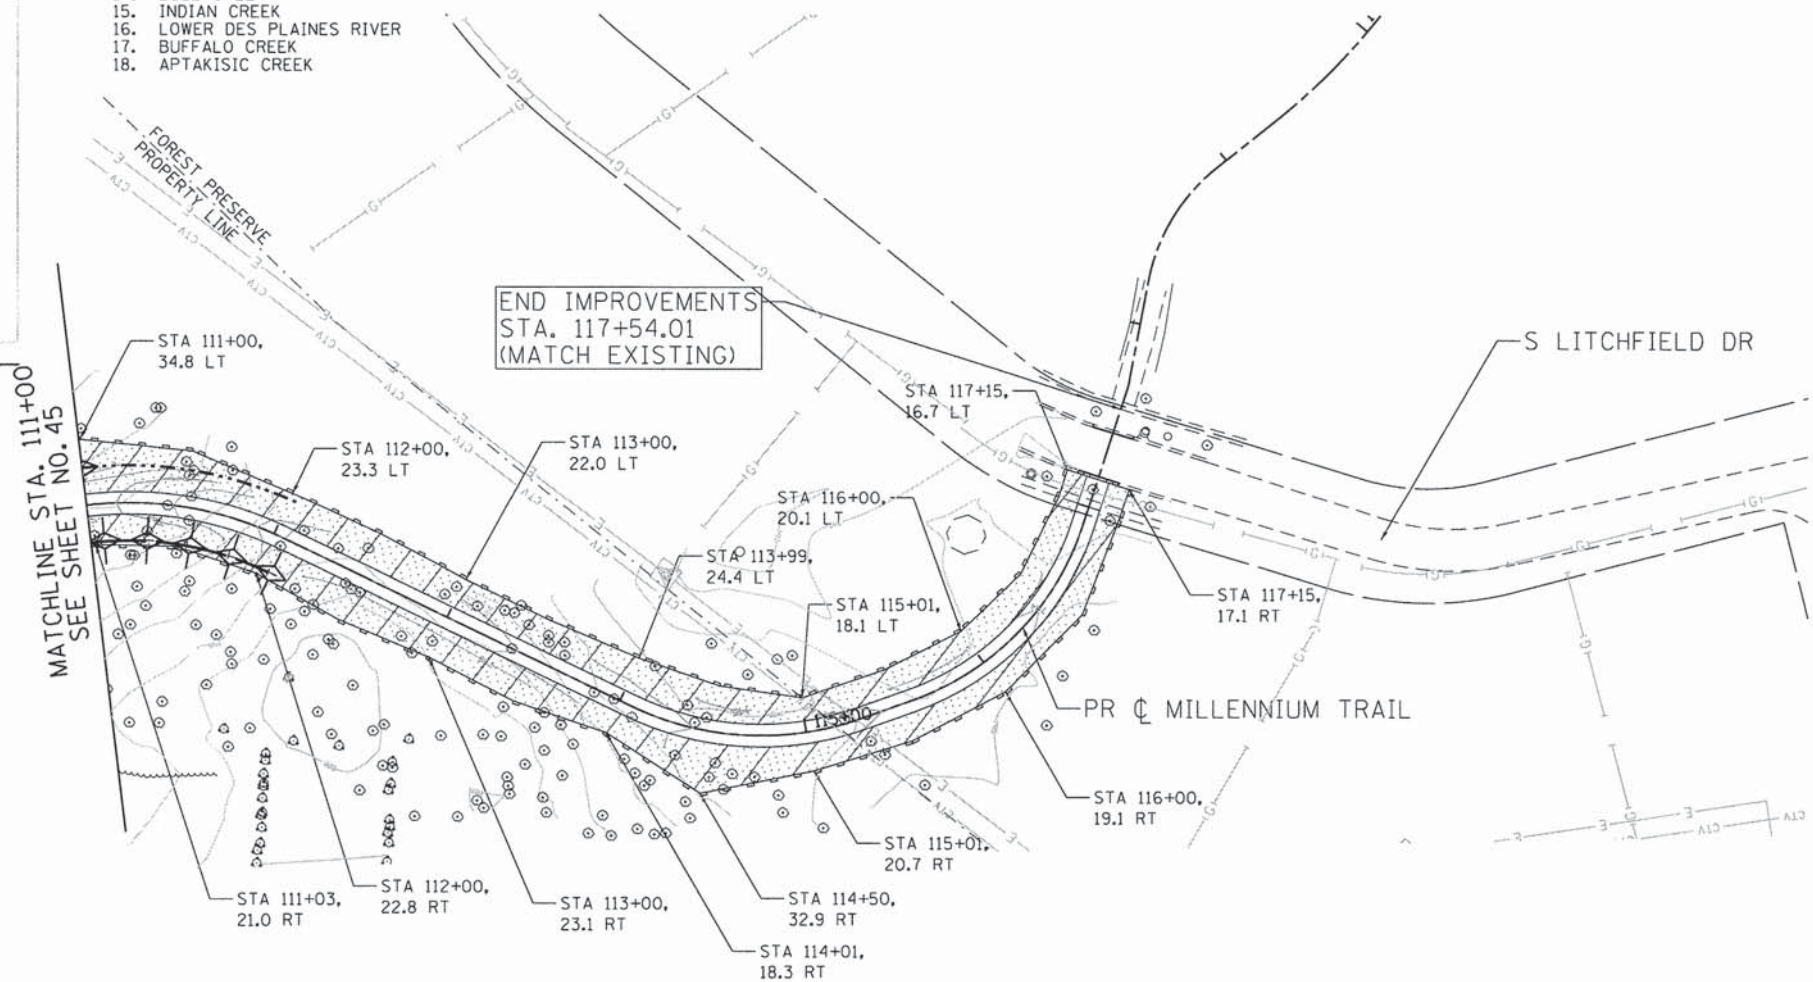 15. INDIAN CREEK
16. LOWER DES PLAINES RIVER
17. BUFFALO CREEK
18. APTAKISIC CREEK
FOREST PRESERVE
PROPERTY LINE
END IMPROVEMENTS
STA. 117+54.01
(MATCH EXISTING)
S LITCHFIELD DR
MATCHLINE STA. 111+00
SEE SHEET NO. 45
STA 111+00,
34.8 LT
STA 112+00,
23.3 LT
STA 113+00,
22.0 LT
STA 117+15,
16.7 LT
STA 116+00,
20.1 LT
STA 113+99,
24.4 LT
STA 115+01,
18.1 LT
STA 117+15,
17.1 RT
115+00
PR ℄ MILLENNIUM TRAIL
STA 116+00,
19.1 RT
STA 115+01,
20.7 RT
STA 111+03,
21.0 RT
STA 112+00,
22.8 RT
STA 113+00,
23.1 RT
STA 114+50,
32.9 RT
STA 114+01,
18.3 RT
E
CTV
G